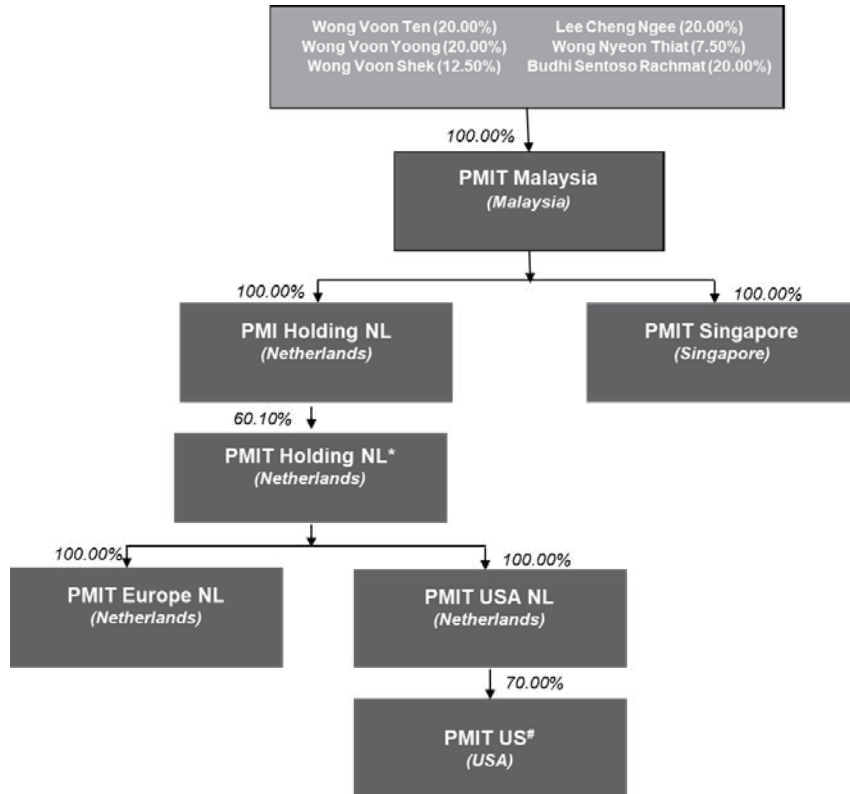 Wong Voon Ten (20.00%) Lee Cheng Ngee (20.00%)
Wong Voon Yoong (20.00%) Wong Nyeon Thiat (7.50%)
Wong Voon Shek (12.50%) Budhi Sentoso Rachmat (20.00%)
100.00%
PMIT Malaysia
(Malaysia)
100.00% 100.00%
PMI Holding NL
(Netherlands)
PMIT Singapore
(Singapore)
60.10%
PMIT Holding NL*
(Netherlands)
100.00% 100.00%
PMIT Europe NL
(Netherlands)
PMIT USA NL
(Netherlands)
70.00%
PMIT US#
(USA)